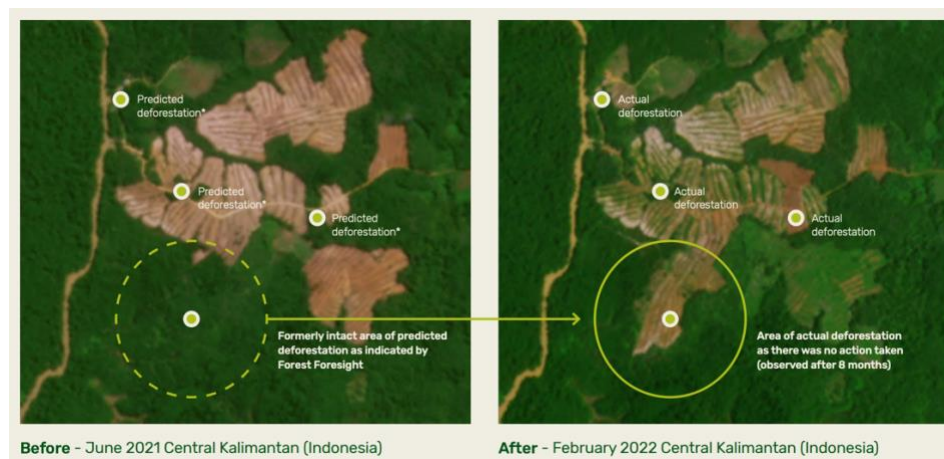 Predicted
deforestation*
Predicted
deforestation*
Predicted
deforestation*
Formerly intact area of predicted
deforestation as indicated by
Forest Foresight
Before - June 2021 Central Kalimantan (Indonesia)
Actual
deforestation
Actual
deforestation
Actual
deforestation
Area of actual deforestation
as there was no action taken
(observed after 8 months)
After - February 2022 Central Kalimantan (Indonesia)